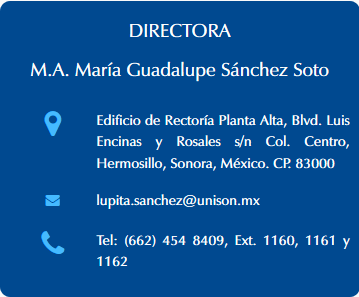 DIRECTORA
M.A. María Guadalupe Sánchez Soto
Edificio de Rectoría Planta Alta, Blvd. Luis
Encinas y Rosales s/n Col. Centro,
Hermosillo, Sonora, México. CP. 83000
lupita.sanchez@unison.mx
Tel: (662) 454 8409, Ext. 1160, 1161 y
1162